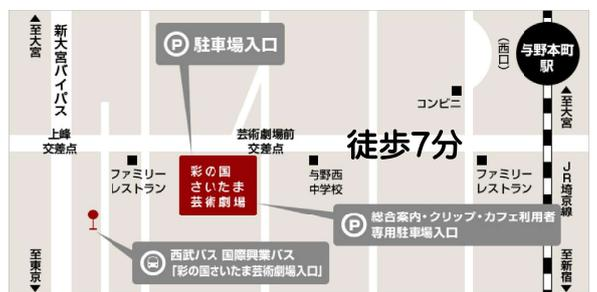 至大宮
新大宮バイパス
駐車場入口
(西口)
与野本町
駅
コンビニ
至大宮
上峰
交差点
芸術劇場前
交差点
徒歩7分
ファミリー
レストラン
彩の国
さいたま
芸術劇場
与野西
中学校
ファミリー
レストラン
JR埼京線
総合案内・クリップ・カフェ利用者
専用駐車場入口
至東京
西武バス 国際興業バス
「彩の国さいたま芸術劇場入口」
至新宿